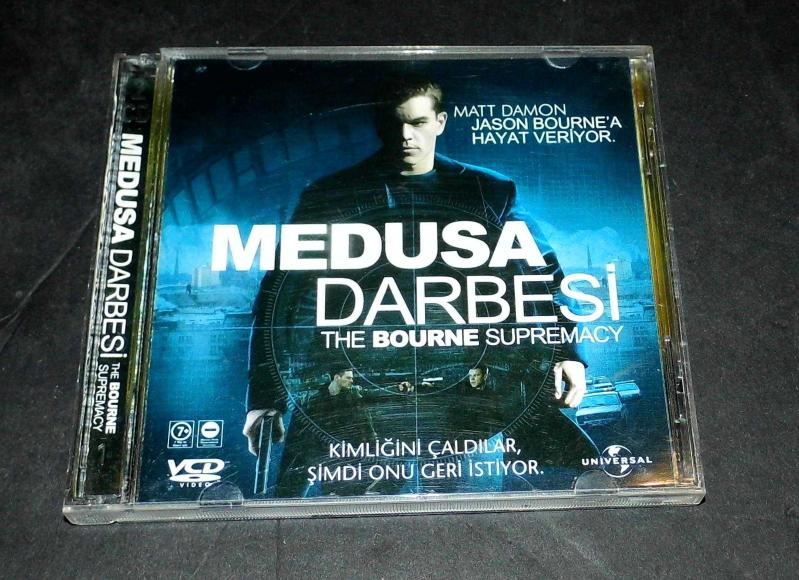 MEDUSA DARBESİ THE BOURNE SUPREMACY
MATT DAMON
JASON BOURNE'A
HAYAT VERİYOR.
MEDUSA
DARBESİ
THE BOURNE SUPREMACY
7+
KİMLİĞİNİ ÇALDILAR,
ŞİMDİ ONU GERİ İSTİYOR.
VCD
VIDEO
UNIVERSAL